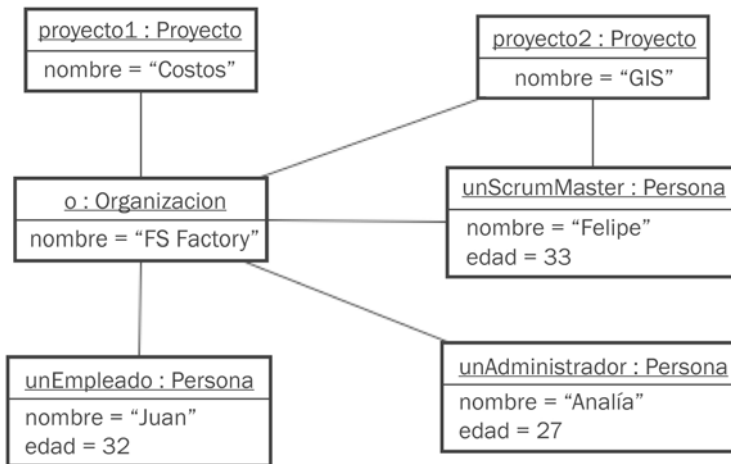 proyecto1 : Proyecto
nombre = “Costos”
proyecto2 : Proyecto
nombre = “GIS”
o : Organizacion
nombre = “FS Factory”
unScrumMaster : Persona
nombre = “Felipe”
edad = 33
unEmpleado : Persona
nombre = “Juan”
edad = 32
unAdministrador : Persona
nombre = “Analía”
edad = 27